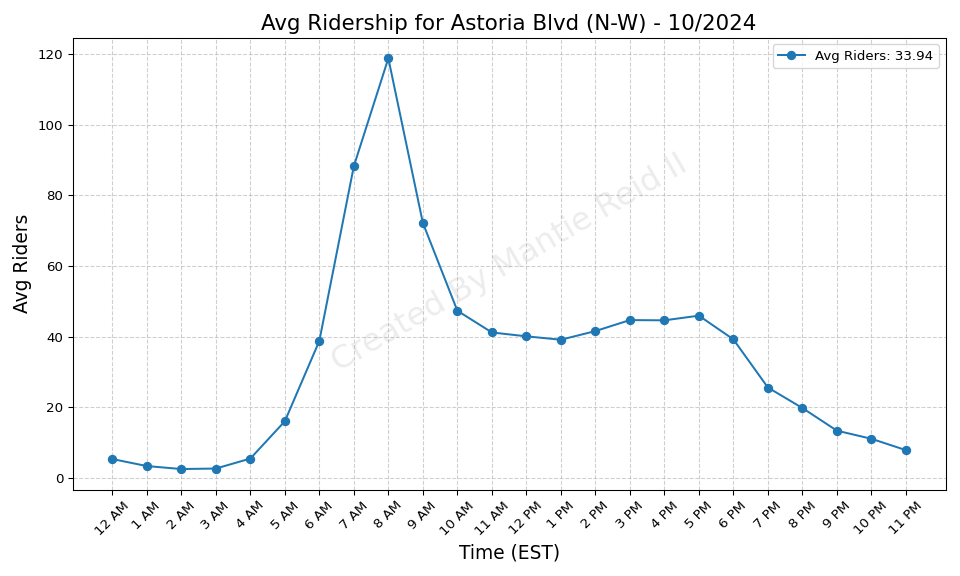 Avg Ridership for Astoria Blvd (N-W) - 10/2024
Avg Riders: 33.94
120
100
80
60
40
20
0
Avg Riders
Created By Mantie Reid II
12 AM
1 AM
2 AM
3 AM
4 AM
5 AM
6 AM
7 AM
8 AM
9 AM
10 AM
11 AM
12 PM
1 PM
2 PM
3 PM
4 PM
5 PM
6 PM
7 PM
8 PM
9 PM
10 PM
11 PM
Time (EST)